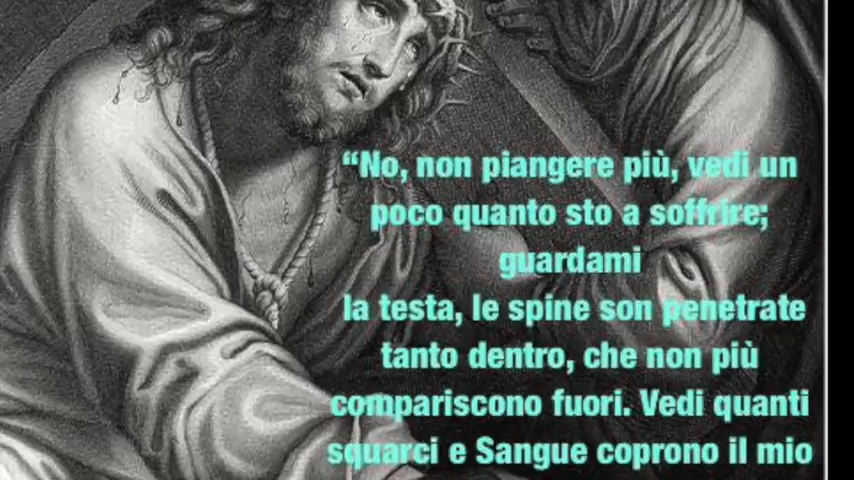 “No, non piangere più, vedi un
poco quanto sto a soffrire;
guardami
la testa, le spine son penetrate
tanto dentro, che non più
compariscono fuori. Vedi quanti
squarci e Sangue coprono il mio